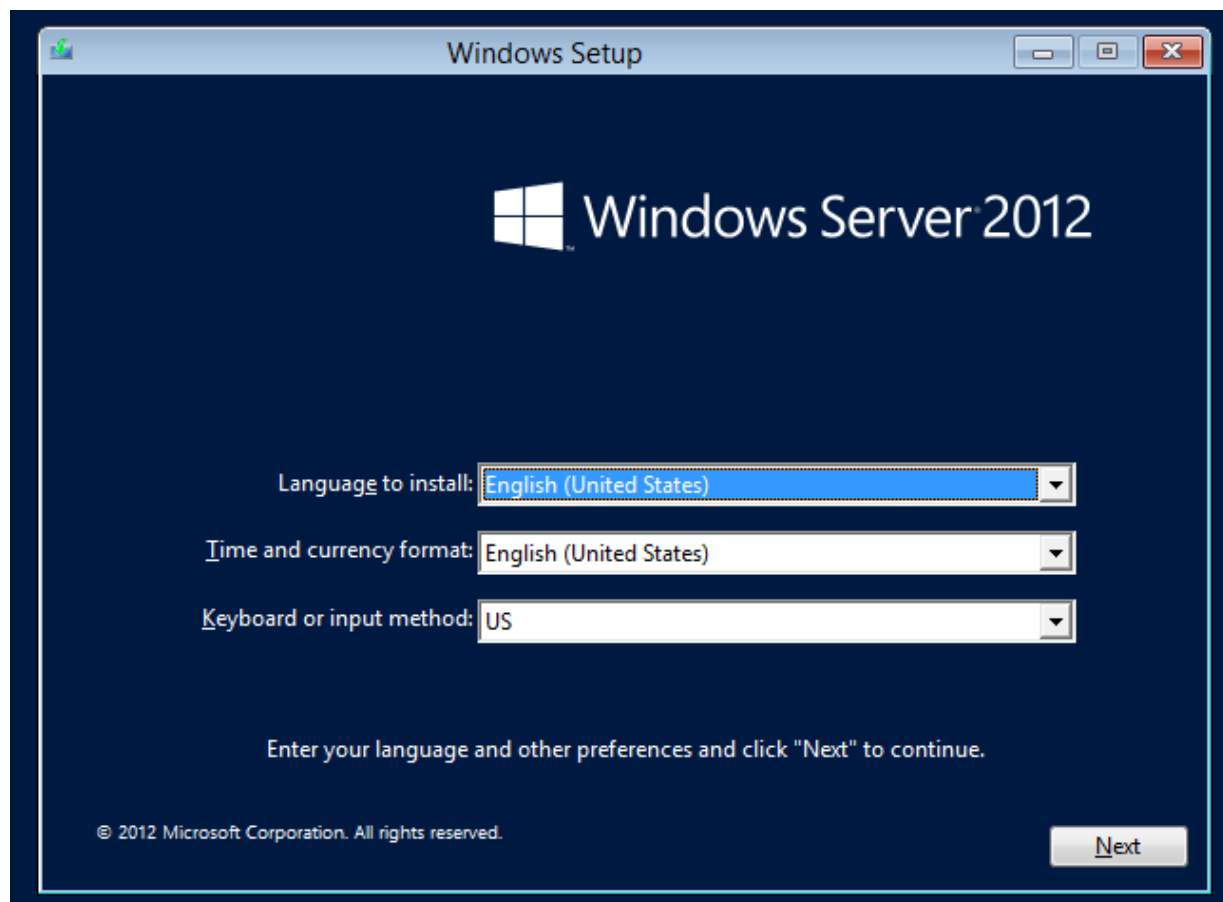 Windows Setup
Windows Server® 2012
Language to install: English (United States)
Time and currency format: English (United States)
Keyboard or input method: US
Enter your language and other preferences and click "Next" to continue.
© 2012 Microsoft Corporation. All rights reserved.
Next